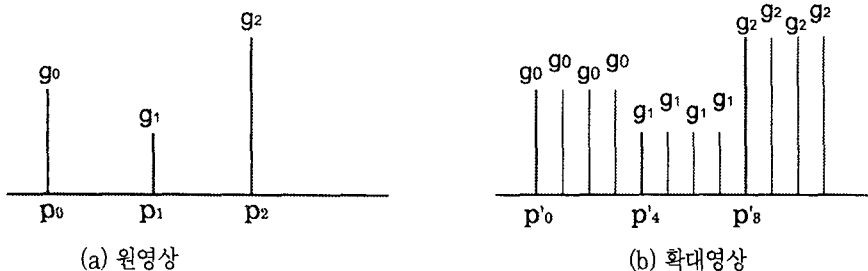 g₀ g₁ g₂
p₀ p₁ p₂
(a) 원영상
g₀ g₀ g₀ g₀ g₁ g₁ g₁ g₁ g₂ g₂ g₂ g₂
p'₀ p'₄ p'₈
(b) 확대영상